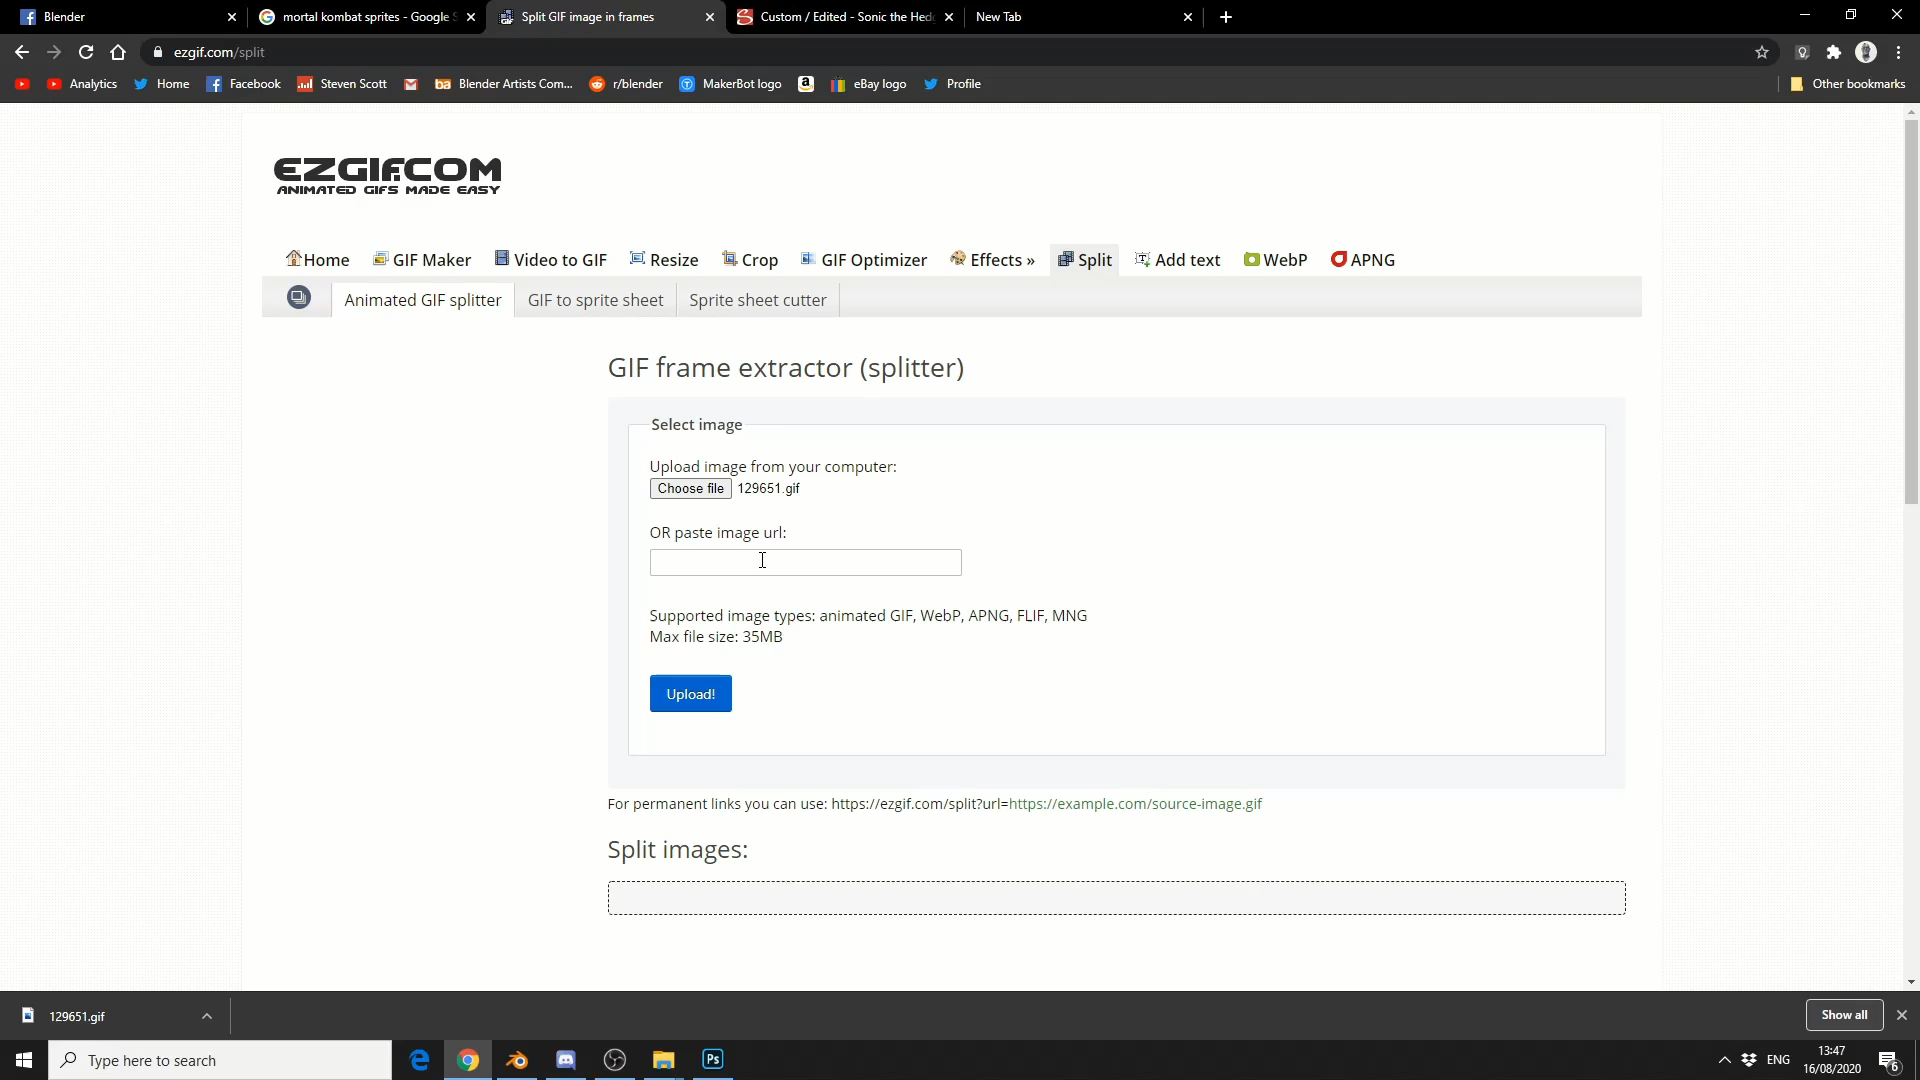 Blender
mortal kombat sprites - Google S
Split GIF image in frames
Custom / Edited - Sonic the Hedg
New Tab
ezgif.com/split
Analytics
Home
Facebook
Steven Scott
ba Blender Artists Com...
r/blender
MakerBot logo
a
eBay logo
Profile
Other bookmarks
EZGIF.COM
ANIMATED GIFS MADE EASY
Home
GIF Maker
Video to GIF
Resize
Crop
GIF Optimizer
Effects »
Split
Add text
WebP
APNG
Animated GIF splitter
GIF to sprite sheet
Sprite sheet cutter
GIF frame extractor (splitter)
Select image
Upload image from your computer:
Choose file 129651.gif
OR paste image url:
Supported image types: animated GIF, WebP, APNG, FLIF, MNG
Max file size: 35MB
Upload!
For permanent links you can use: https://ezgif.com/split?url=https://example.com/source-image.gif
Split images:
129651.gif
Show all
Type here to search
Ps
ENG
13:47
16/08/2020
6